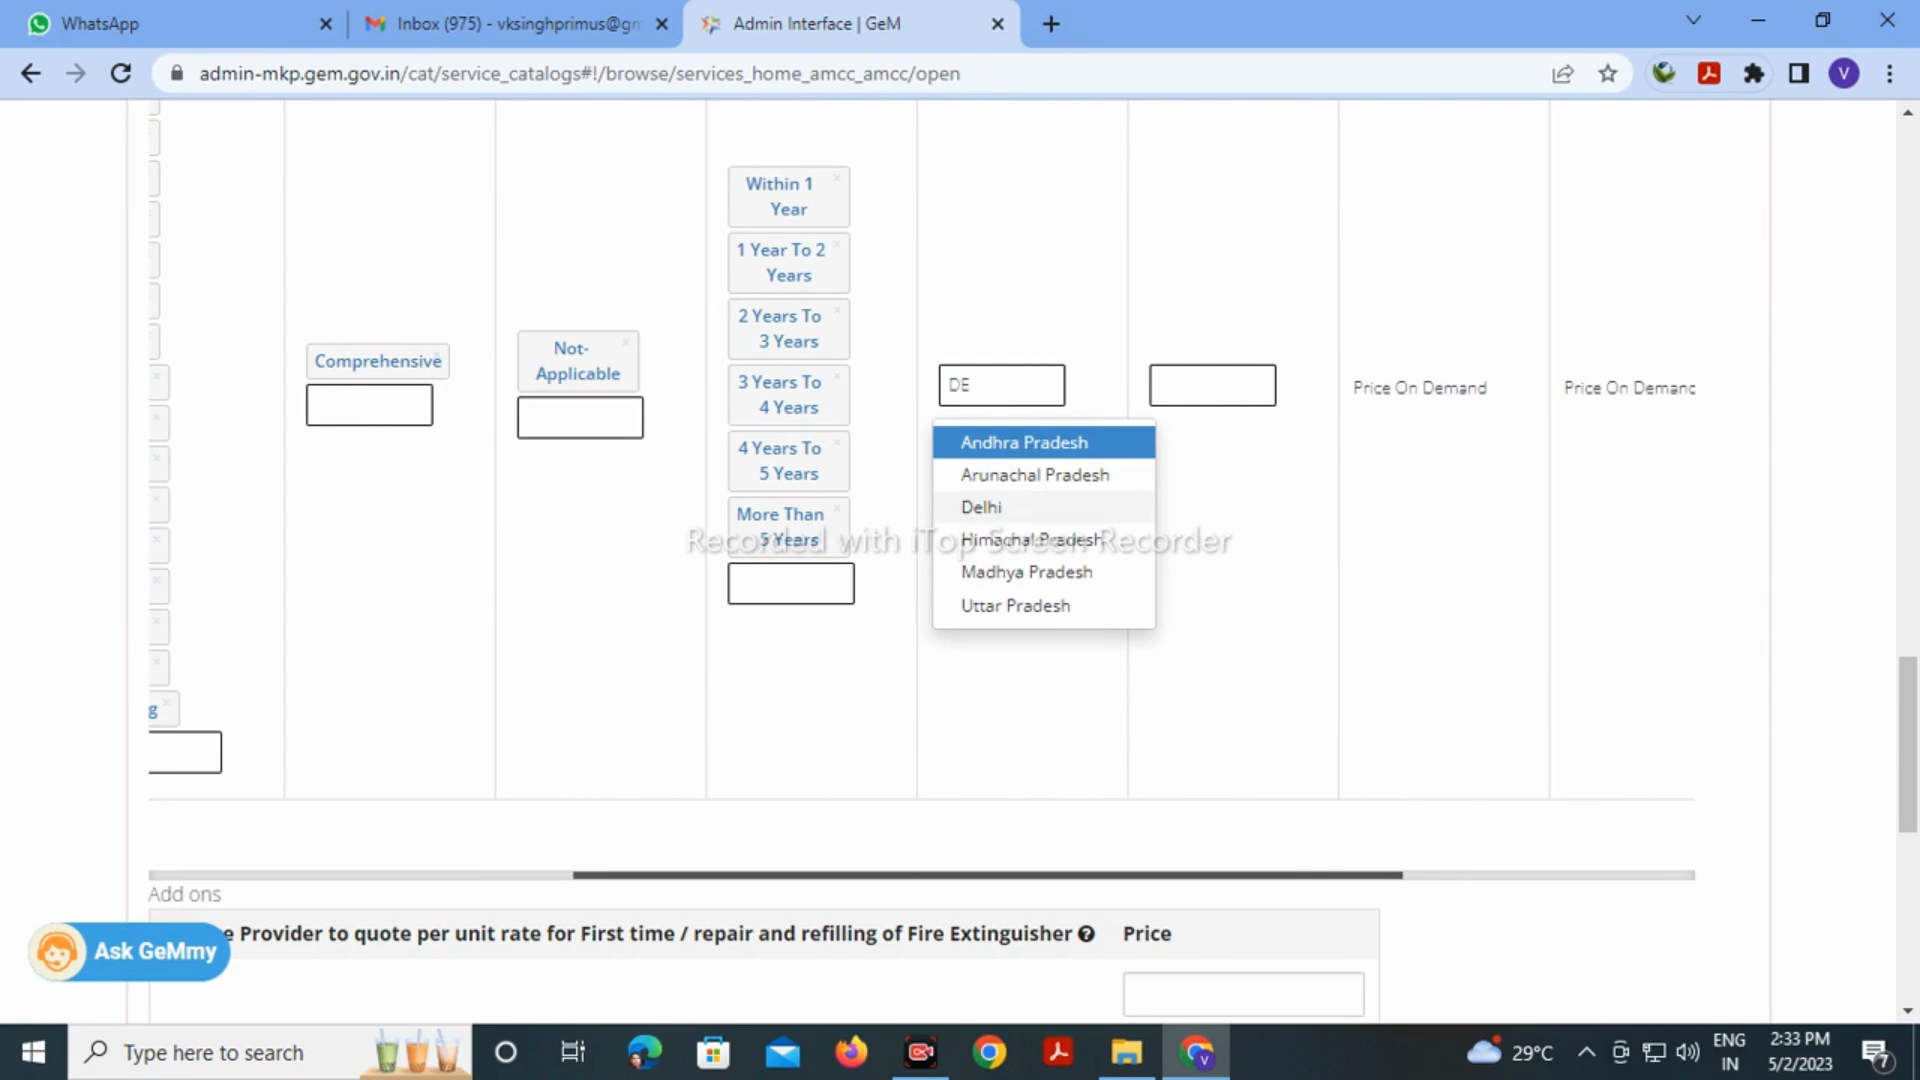 WhatsApp
Inbox (975) - vksinghprimus@gm
Admin Interface | GeM
admin-mkp.gem.gov.in/cat/service_catalogs#!/browse/services_home_amcc_amcc/open
V
Within 1
Year
1 Year To 2
Years
2 Years To
3 Years
3 Years To
4 Years
4 Years To
5 Years
More Than
5 Years
Comprehensive
Not-
Applicable
DE
Andhra Pradesh
Arunachal Pradesh
Delhi
Himachal Pradesh
Madhya Pradesh
Uttar Pradesh
Price On Demand
Price On Demand
Recorded with iTop Screen Recorder
g
Add ons
e Provider to quote per unit rate for First time / repair and refilling of Fire Extinguisher
Price
Ask GeMmy
Type here to search
29°C
ENG
IN
2:33 PM
5/2/2023
7